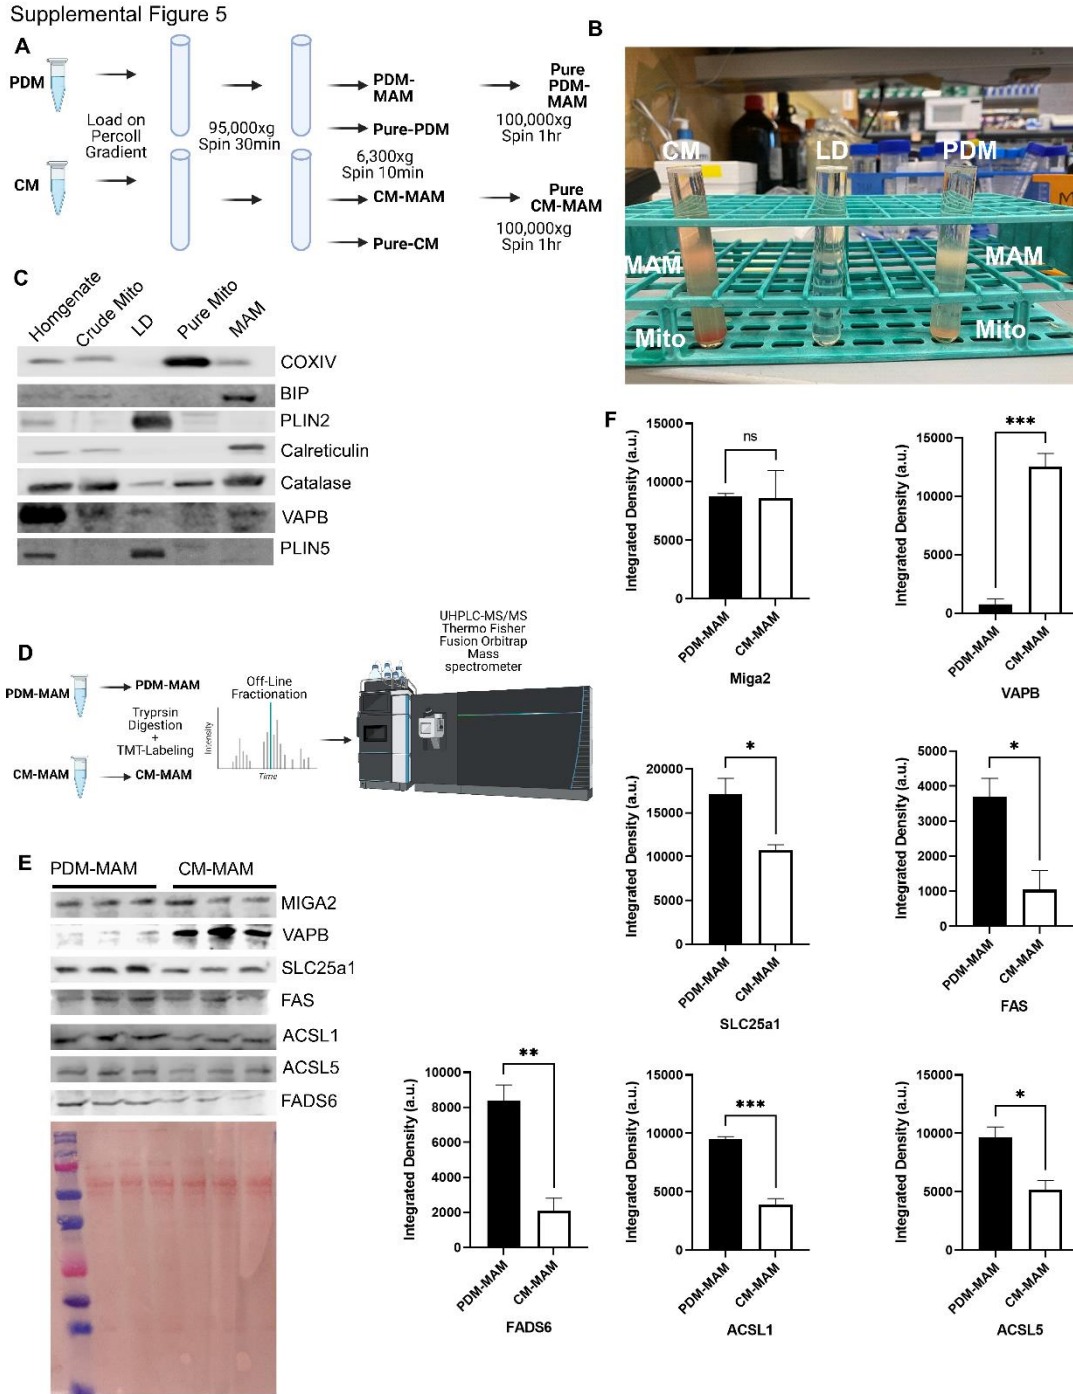 Supplemental Figure 5
A
PDM
CM
Load on
Percoll
Gradient
95,000xg
Spin 30min
PDM-
MAM
Pure-PDM
6,300xg
Spin 10min
CM-MAM
Pure-CM
Pure
PDM-
MAM
100,000xg
Spin 1hr
Pure
CM-MAM
100,000xg
Spin 1hr
B
CM
LD
PDM
MAM
MAM
Mito
Mito
C
Homgenate
Crude Mito
LD
Pure Mito
MAM
COXIV
BIP
PLIN2
Calreticulin
Catalase
VAPB
PLIN5
D
PDM-MAM
PDM-MAM
CM-MAM
CM-MAM
Tryprsin
Digestion
+
TMT-Labeling
Off-Line
Fractionation
Intensity
Time
UHPLC-MS/MS
Thermo Fisher
Fusion Orbitrap
Mass
spectrometer
E
PDM-MAM
CM-MAM
MIGA2
VAPB
SLC25a1
FAS
ACSL1
ACSL5
FADS6
F
Integrated Density (a.u.)
15000
10000
5000
0
ns
PDM-MAM
CM-MAM
Miga2
Integrated Density (a.u.)
15000
10000
5000
0
***
PDM-MAM
CM-MAM
VAPB
Integrated Density (a.u.)
20000
15000
10000
5000
0
*
PDM-MAM
CM-MAM
SLC25a1
Integrated Density (a.u.)
5000
4000
3000
2000
1000
0
*
PDM-MAM
CM-MAM
FAS
Integrated Density (a.u.)
10000
8000
6000
4000
2000
0
**
PDM-MAM
CM-MAM
FADS6
Integrated Density (a.u.)
15000
10000
5000
0
***
PDM-MAM
CM-MAM
ACSL1
Integrated Density (a.u.)
15000
10000
5000
0
*
PDM-MAM
CM-MAM
ACSL5